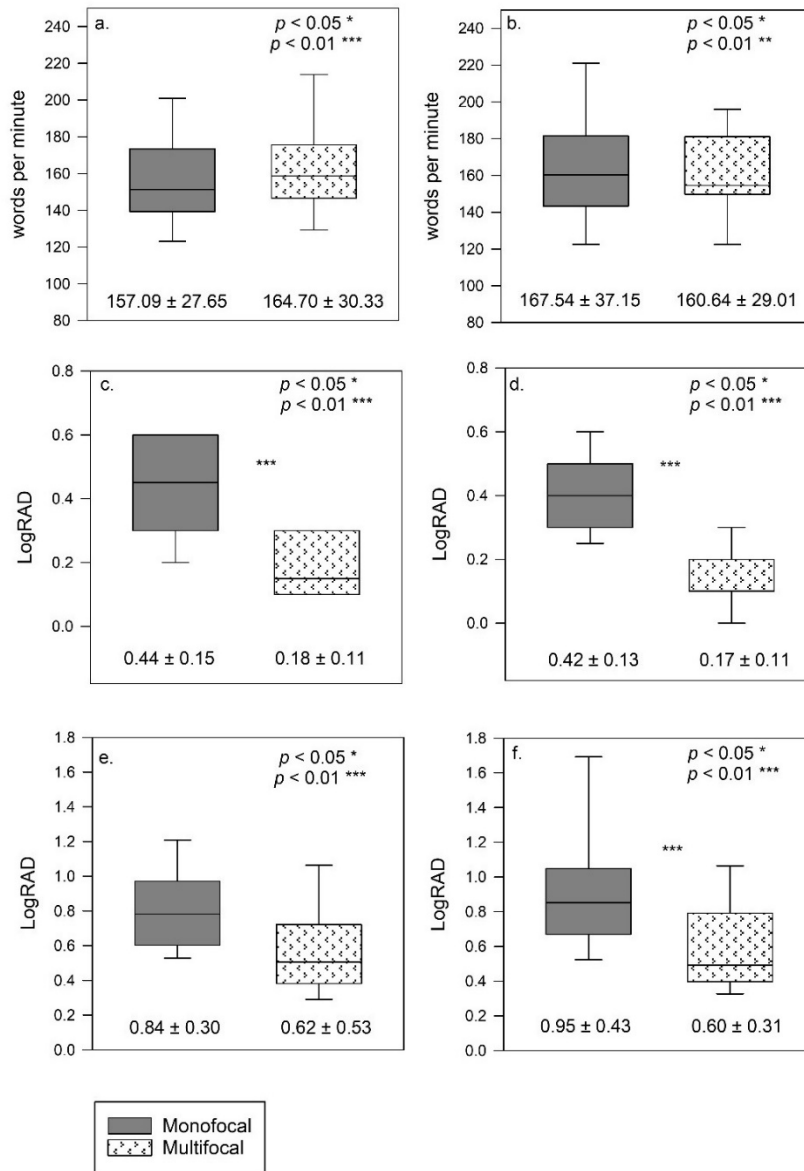 a.
p < 0.05 *
p < 0.01 ***
240
220
200
180
160
140
120
100
80
words per minute
157.09 ± 27.65 164.70 ± 30.33
b.
p < 0.05 *
p < 0.01 **
240
220
200
180
160
140
120
100
80
words per minute
167.54 ± 37.15 160.64 ± 29.01
c.
p < 0.05 *
p < 0.01 ***
0.8
0.6
0.4
0.2
0.0
LogRAD
***
0.44 ± 0.15 0.18 ± 0.11
d.
p < 0.05 *
p < 0.01 ***
0.8
0.6
0.4
0.2
0.0
LogRAD
***
0.42 ± 0.13 0.17 ± 0.11
e.
p < 0.05 *
p < 0.01 ***
1.8
1.6
1.4
1.2
1.0
0.8
0.6
0.4
0.2
0.0
LogRAD
0.84 ± 0.30 0.62 ± 0.53
f.
p < 0.05 *
p < 0.01 ***
1.8
1.6
1.4
1.2
1.0
0.8
0.6
0.4
0.2
0.0
LogRAD
***
0.95 ± 0.43 0.60 ± 0.31
Monofocal
Multifocal